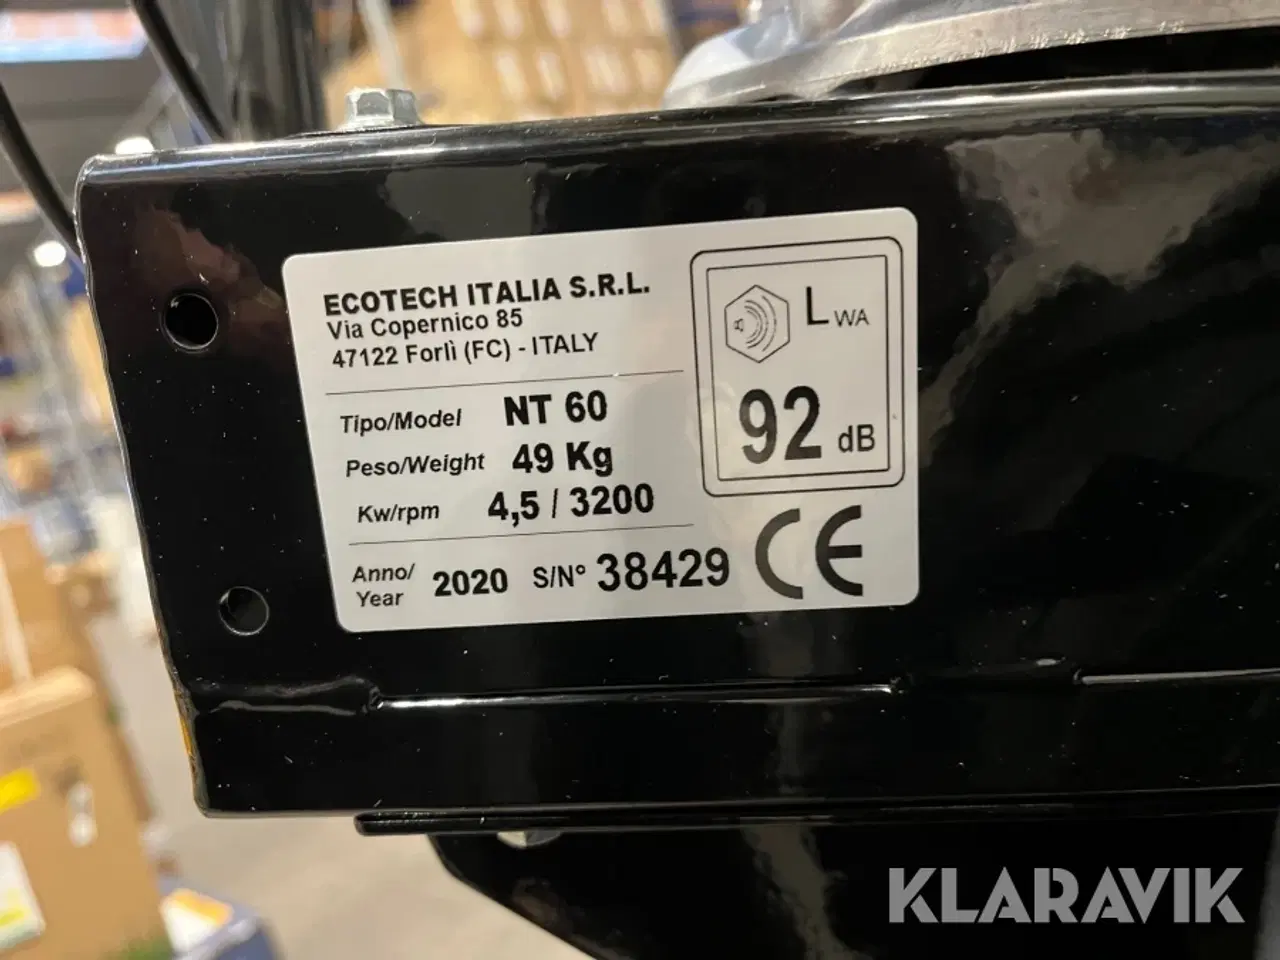 ECOTECH ITALIA S.R.L.
Via Copernico 85
47122 Forlì (FC) - ITALY
Tipo/Model NT 60
Peso/Weight 49 Kg
Kw/rpm 4,5 / 3200
Anno/
Year 2020 S/N° 38429
LWA
92 dB
CE
KLARAVIK